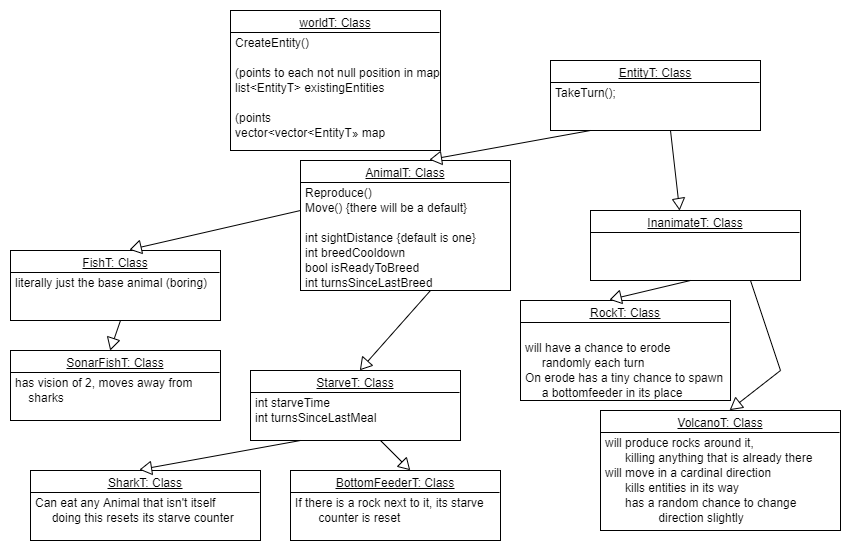 worldT: Class
CreateEntity()
(points to each not null position in map
list<EntityT> existingEntities
(points
vector<vector<EntityT>> map
EntityT: Class
TakeTurn();
AnimalT: Class
Reproduce()
Move() {there will be a default}
int sightDistance {default is one}
int breedCooldown
bool isReadyToBreed
int turnsSinceLastBreed
InanimateT: Class
FishT: Class
literally just the base animal (boring)
SonarFishT: Class
has vision of 2, moves away from
sharks
StarveT: Class
int starveTime
int turnsSinceLastMeal
RockT: Class
will have a chance to erode
randomly each turn
On erode has a tiny chance to spawn
a bottomfeeder in its place
VolcanoT: Class
will produce rocks around it,
killing anything that is already there
will move in a cardinal direction
kills entities in its way
has a random chance to change
direction slightly
SharkT: Class
Can eat any Animal that isn't itself
doing this resets its starve counter
BottomFeederT: Class
If there is a rock next to it, its starve
counter is reset